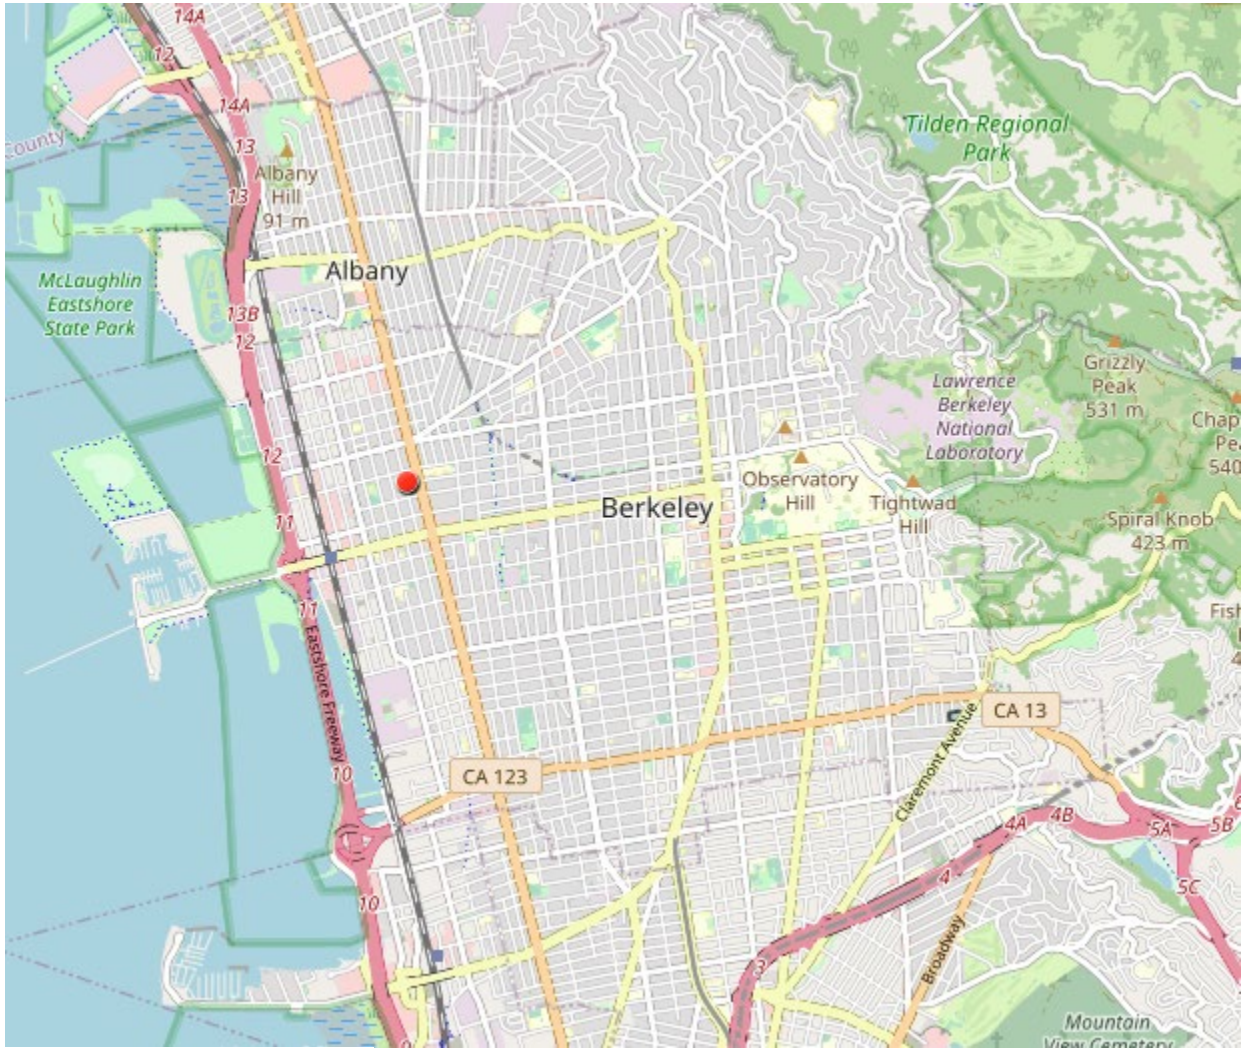 14A
12
14A
13
County
Tilden Regional
Park
Albany
Hill
91 m
13
Albany
McLaughlin
Eastshore
State Park
13B
12
Grizzly
Peak
531 m
Lawrence
Berkeley
National
Laboratory
Chap
Pea
540
12
Observatory
Hill
Tightwad
Hill
Berkeley
11
Spiral Knob
423 m
11
Fish
Eastshore Freeway
CA 13
Claremont Avenue
10
CA 123
4A
4B
5A
5B
6
4
5C
10
Broadway
3
Mountain
View Cemetery